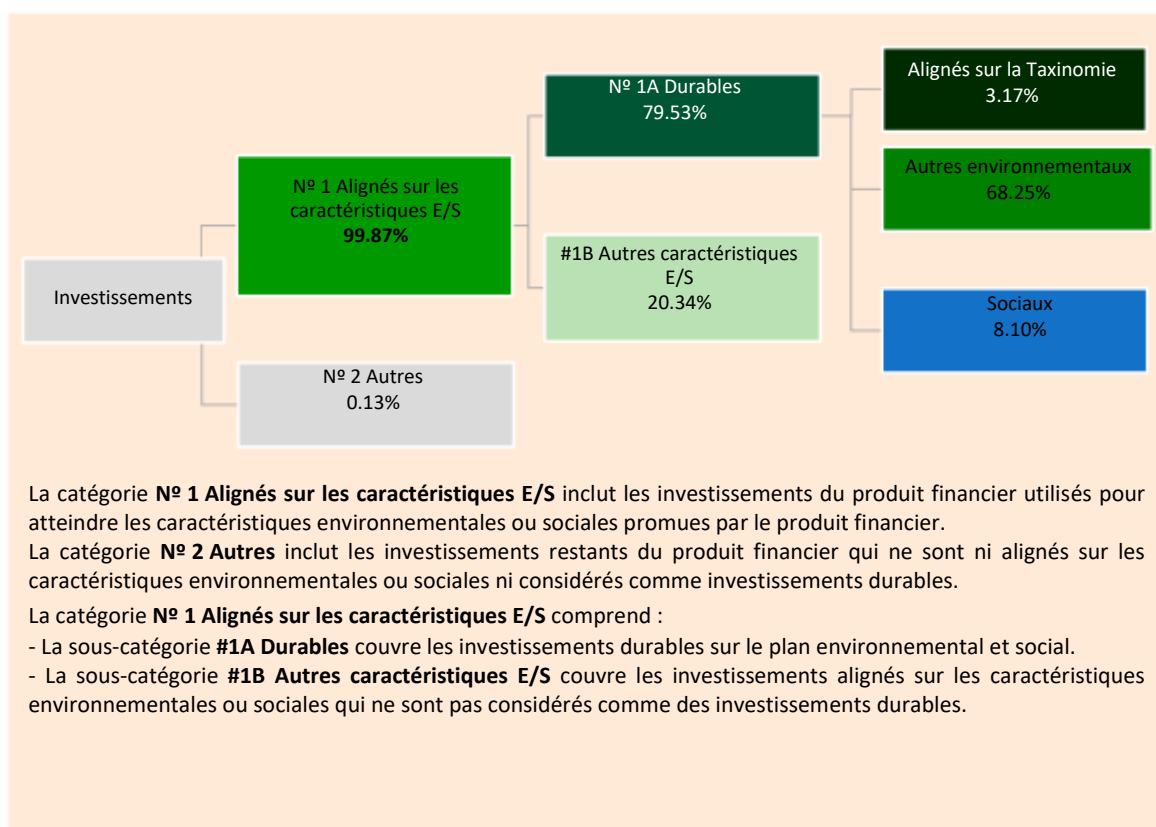 Alignés sur la Taxinomie
3.17%
Nº 1A Durables
79.53%
Autres environnementaux
68.25%
Nº 1 Alignés sur les
caractéristiques E/S
99.87%
#1B Autres caractéristiques
E/S
20.34%
Investissements
Sociaux
8.10%
Nº 2 Autres
0.13%
La catégorie Nº 1 Alignés sur les caractéristiques E/S inclut les investissements du produit financier utilisés pour
atteindre les caractéristiques environnementales ou sociales promues par le produit financier.
La catégorie Nº 2 Autres inclut les investissements restants du produit financier qui ne sont ni alignés sur les
caractéristiques environnementales ou sociales ni considérés comme investissements durables.
La catégorie Nº 1 Alignés sur les caractéristiques E/S comprend :
- La sous-catégorie #1A Durables couvre les investissements durables sur le plan environnemental et social.
- La sous-catégorie #1B Autres caractéristiques E/S couvre les investissements alignés sur les caractéristiques
environnementales ou sociales qui ne sont pas considérés comme des investissements durables.